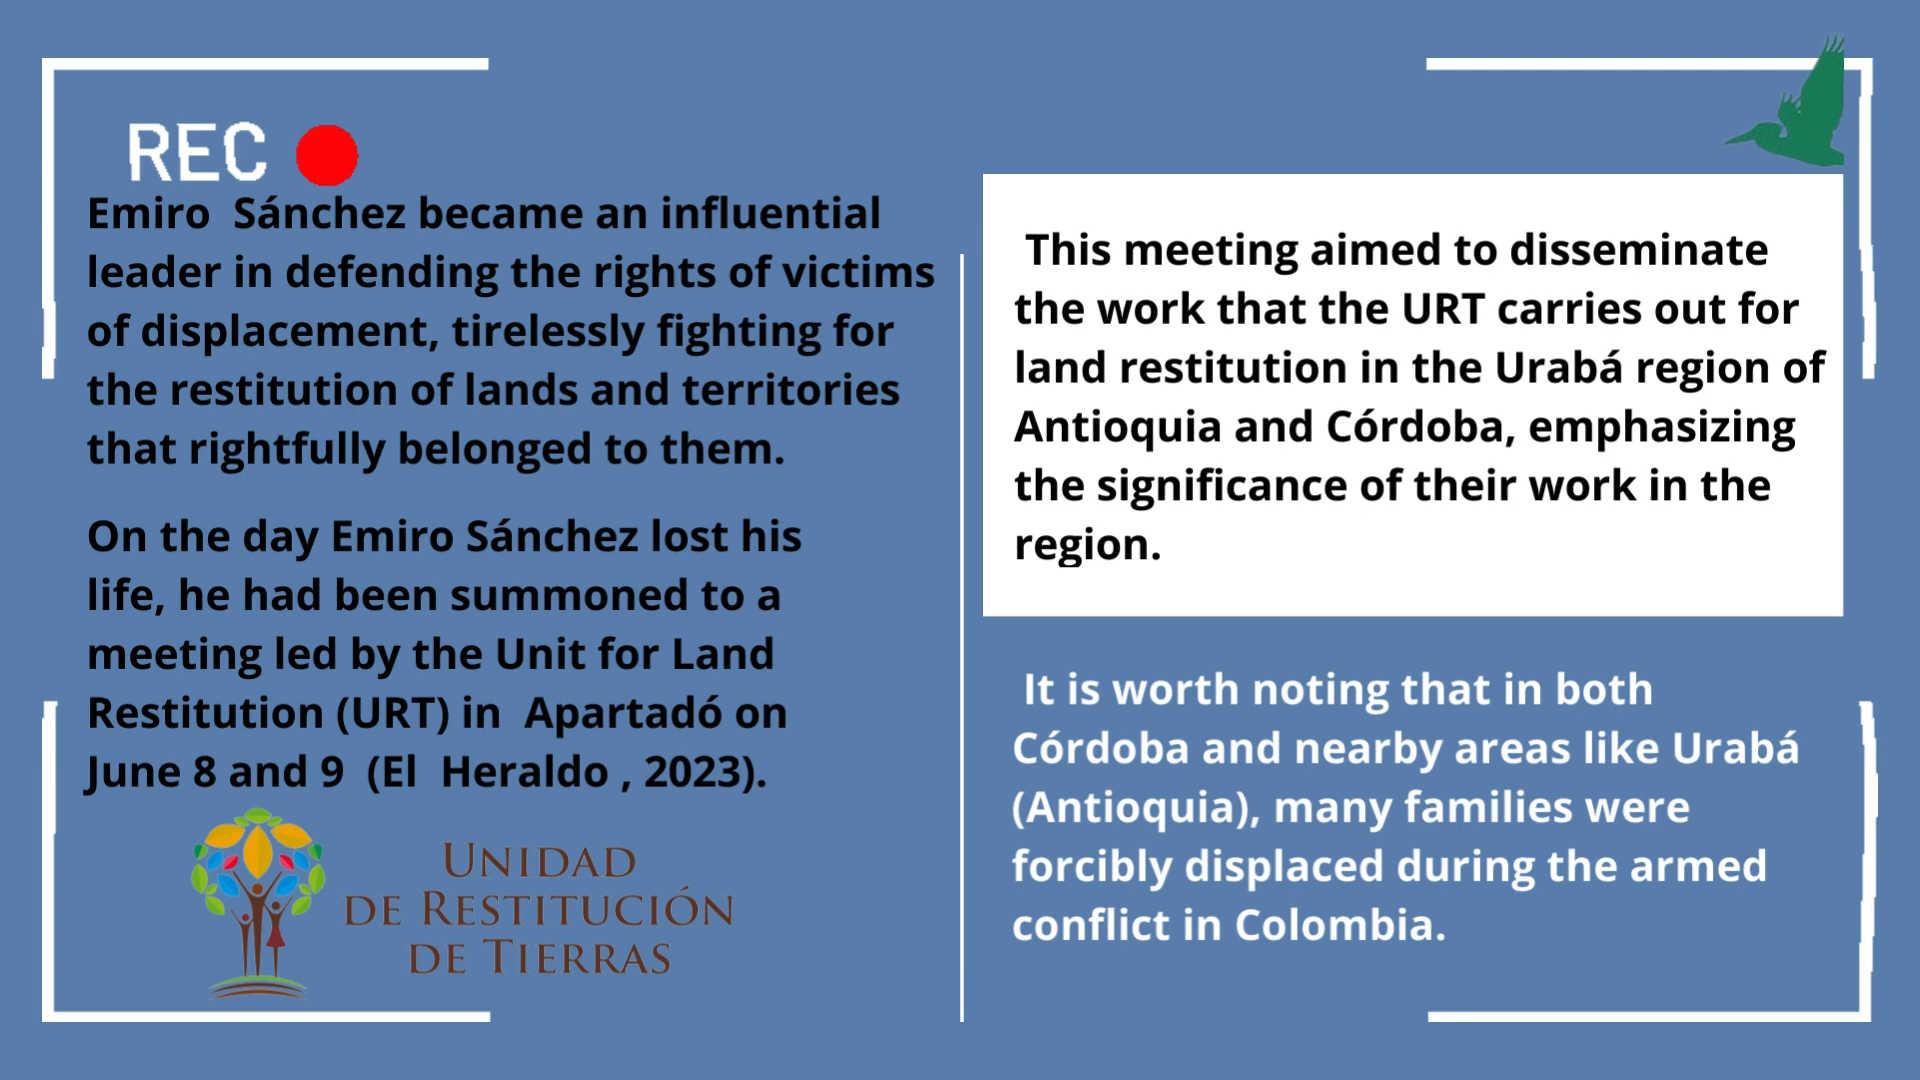 REC
Emiro  Sánchez became an influential
leader in defending the rights of victims
of displacement, tirelessly fighting for
the restitution of lands and territories
that rightfully belonged to them.
On the day Emiro Sánchez lost his
life, he had been summoned to a
meeting led by the Unit for Land
Restitution (URT) in  Apartadó on
June 8 and 9  (El  Heraldo , 2023).
UNIDAD
DE RESTITUCIÓN
DE TIERRAS
This meeting aimed to disseminate
the work that the URT carries out for
land restitution in the Urabá region of
Antioquia and Córdoba, emphasizing
the significance of their work in the
region.
It is worth noting that in both
Córdoba and nearby areas like Urabá
(Antioquia), many families were
forcibly displaced during the armed
conflict in Colombia.